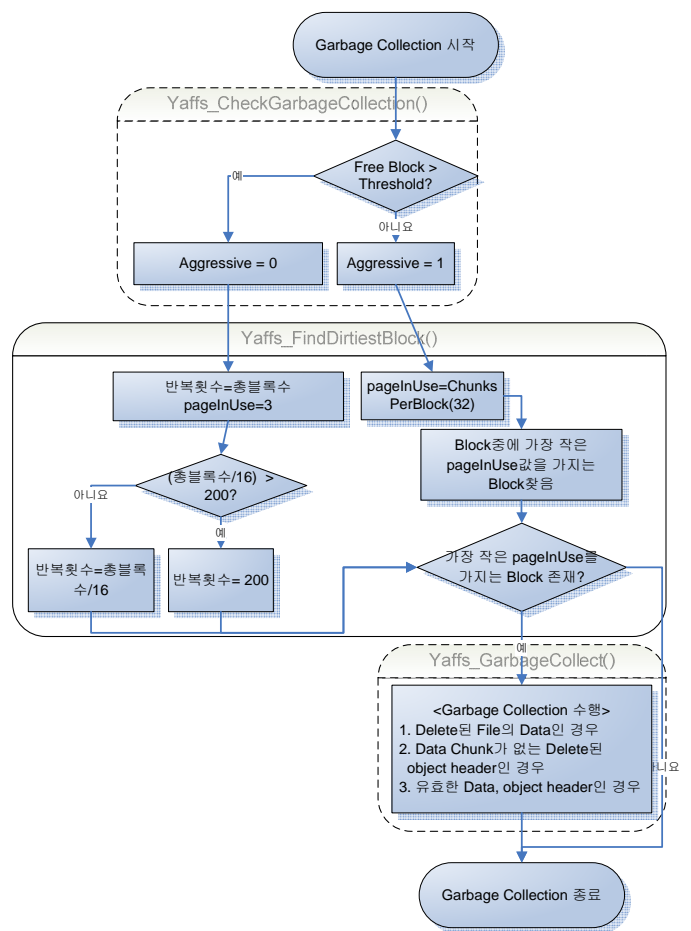 Garbage Collection 시작
Yaffs_CheckGarbageCollection()
Free Block >
Threshold?
예
아니요
Aggressive = 0
Aggressive = 1
Yaffs_FindDirtiestBlock()
반복횟수=총블록수
pageInUse=3
pageInUse=Chunks
PerBlock(32)
Block중에 가장 작은
pageInUse값을 가지는
Block찾음
(총블록수/16) >
200?
아니요
예
반복횟수=총블록
수/16
반복횟수= 200
가장 작은 pageInUse를
가지는 Block 존재?
예
Yaffs_GarbageCollect()
<Garbage Collection 수행>
1. Delete된 File의 Data인 경우
2. Data Chunk가 없는 Delete된
object header인 경우
3. 유효한 Data, object header인 경우
아니요
Garbage Collection 종료